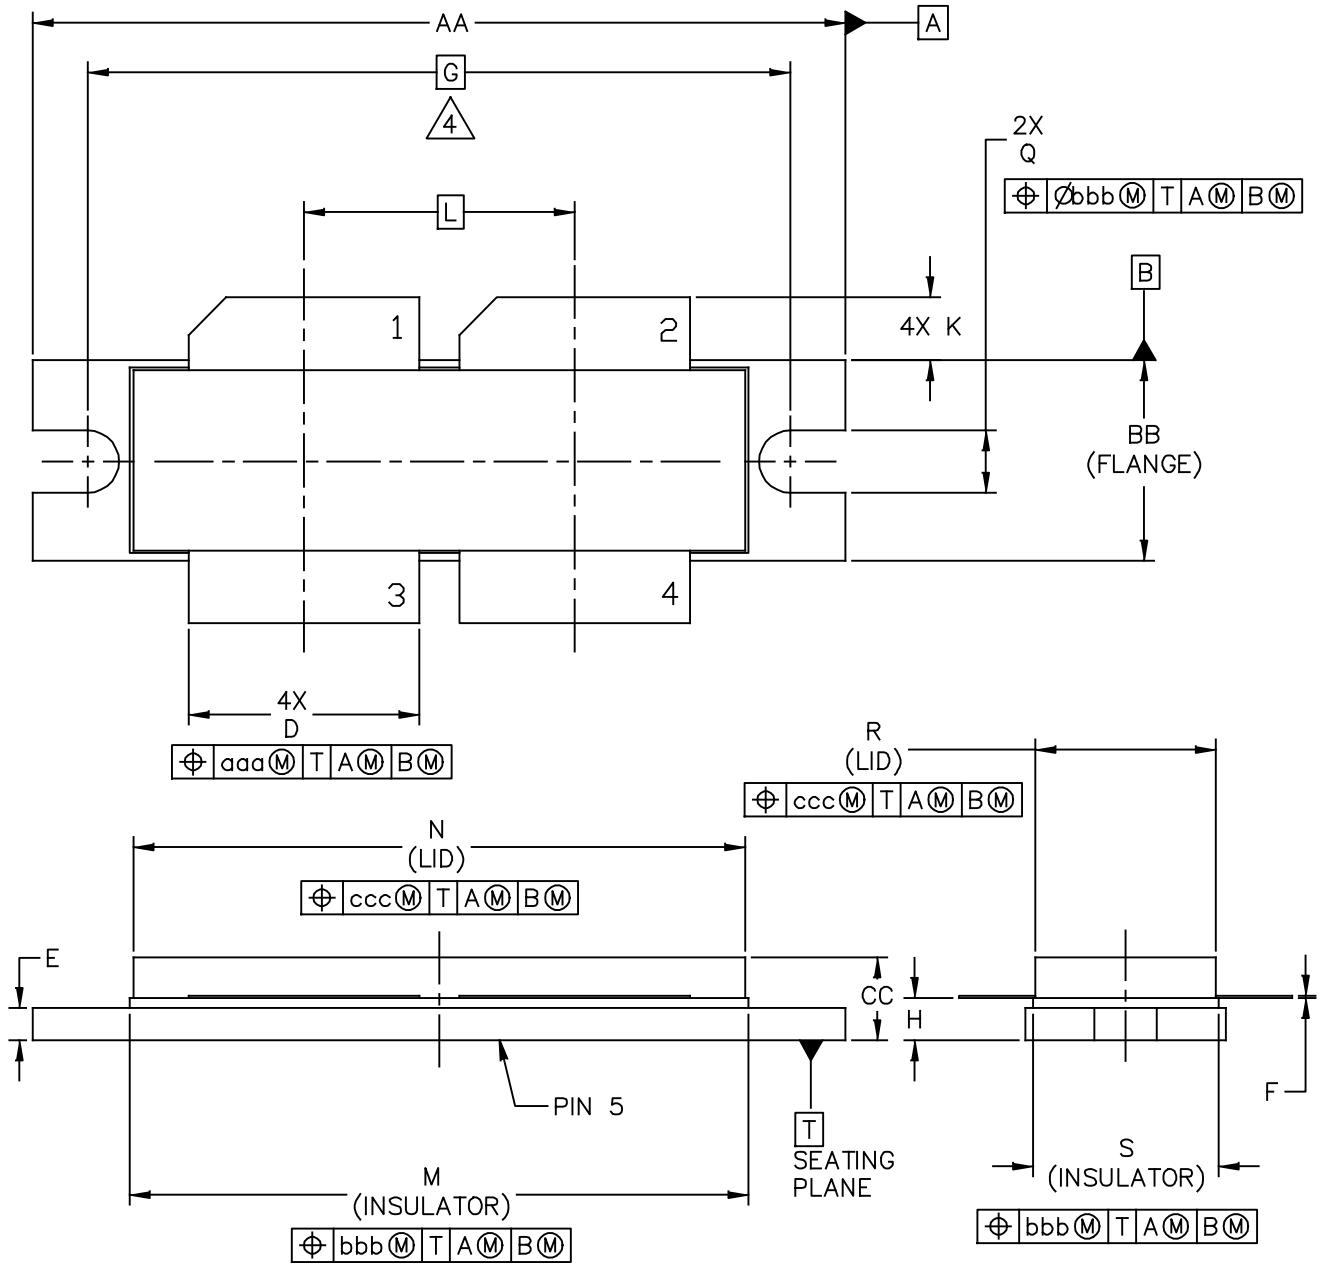 AA
A
G
4
2X
Q
⌖ Øbbb Ⓜ T A Ⓜ B Ⓜ
L
B
1
2
4X K
BB
(FLANGE)
3
4
4X
D
⌖ aaa Ⓜ T A Ⓜ B Ⓜ
R
(LID)
⌖ ccc Ⓜ T A Ⓜ B Ⓜ
N
(LID)
⌖ ccc Ⓜ T A Ⓜ B Ⓜ
E
CC
H
F
PIN 5
T
SEATING
PLANE
M
(INSULATOR)
⌖ bbb Ⓜ T A Ⓜ B Ⓜ
S
(INSULATOR)
⌖ bbb Ⓜ T A Ⓜ B Ⓜ